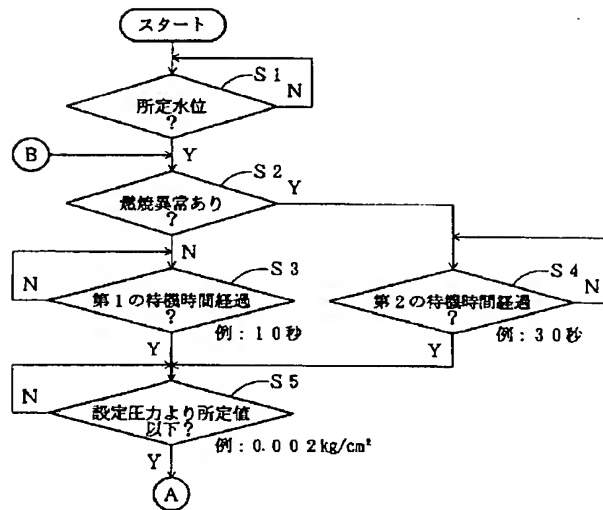 スタート
S1
N
所定水位
?
B
Y
S2
Y
燃焼異常あり
?
N
S3
N
第1の待機時間経過
?
例:10秒
Y
S4
N
第2の待機時間経過
?
例:30秒
Y
S5
N
設定圧力より所定値
以下?
例:0.002kg/cm²
Y
A